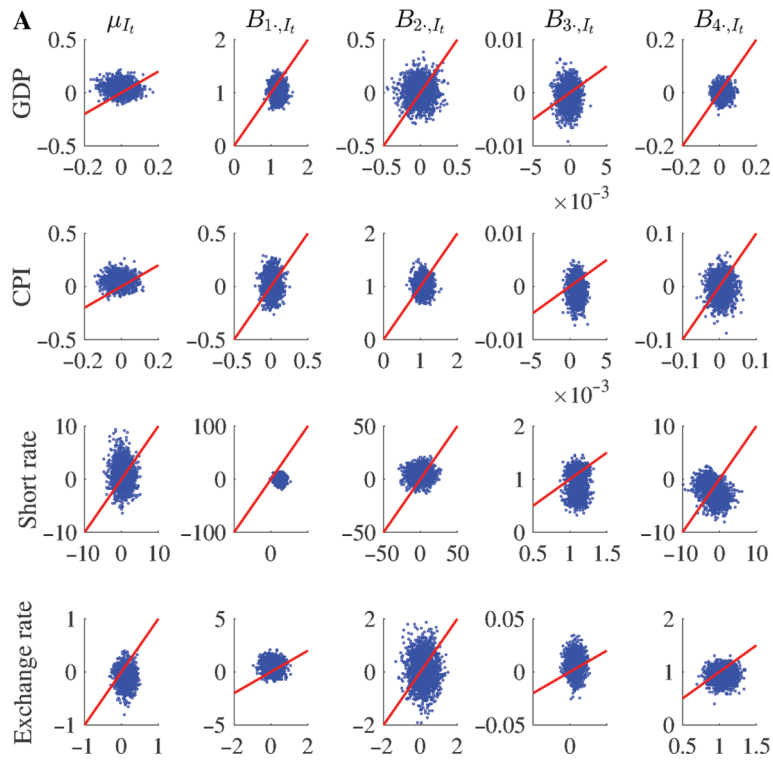 A μ_{I_t} B_{1·,I_t} B_{2·,I_t} B_{3·,I_t} B_{4·,I_t}
GDP
0.5 2 0.5 0.01 0.2
0 1 0 0 0
−0.5 0 −0.5 −0.01 −0.2
−0.2 0 0.2 0 1 2 −0.5 0 0.5 −5 0 5 −0.2 0 0.2
×10^{−3}
CPI
0.5 0.5 2 0.01 0.1
0 0 1 0 0
−0.5 −0.5 0 −0.01 −0.1
−0.2 0 0.2 −0.5 0 0.5 0 1 2 −5 0 5 −0.1 0 0.1
×10^{−3}
Short rate
10 100 50 2 10
0 0 0 1 0
−10 −100 −50 0 −10
−10 0 10 0 −50 0 50 0.5 1 1.5 −10 0 10
Exchange rate
1 5 2 0.05 2
0 0 0 0 1
−1 −5 −2 −0.05 0
−1 0 1 −2 0 2 −2 0 2 0 0.5 1 1.5